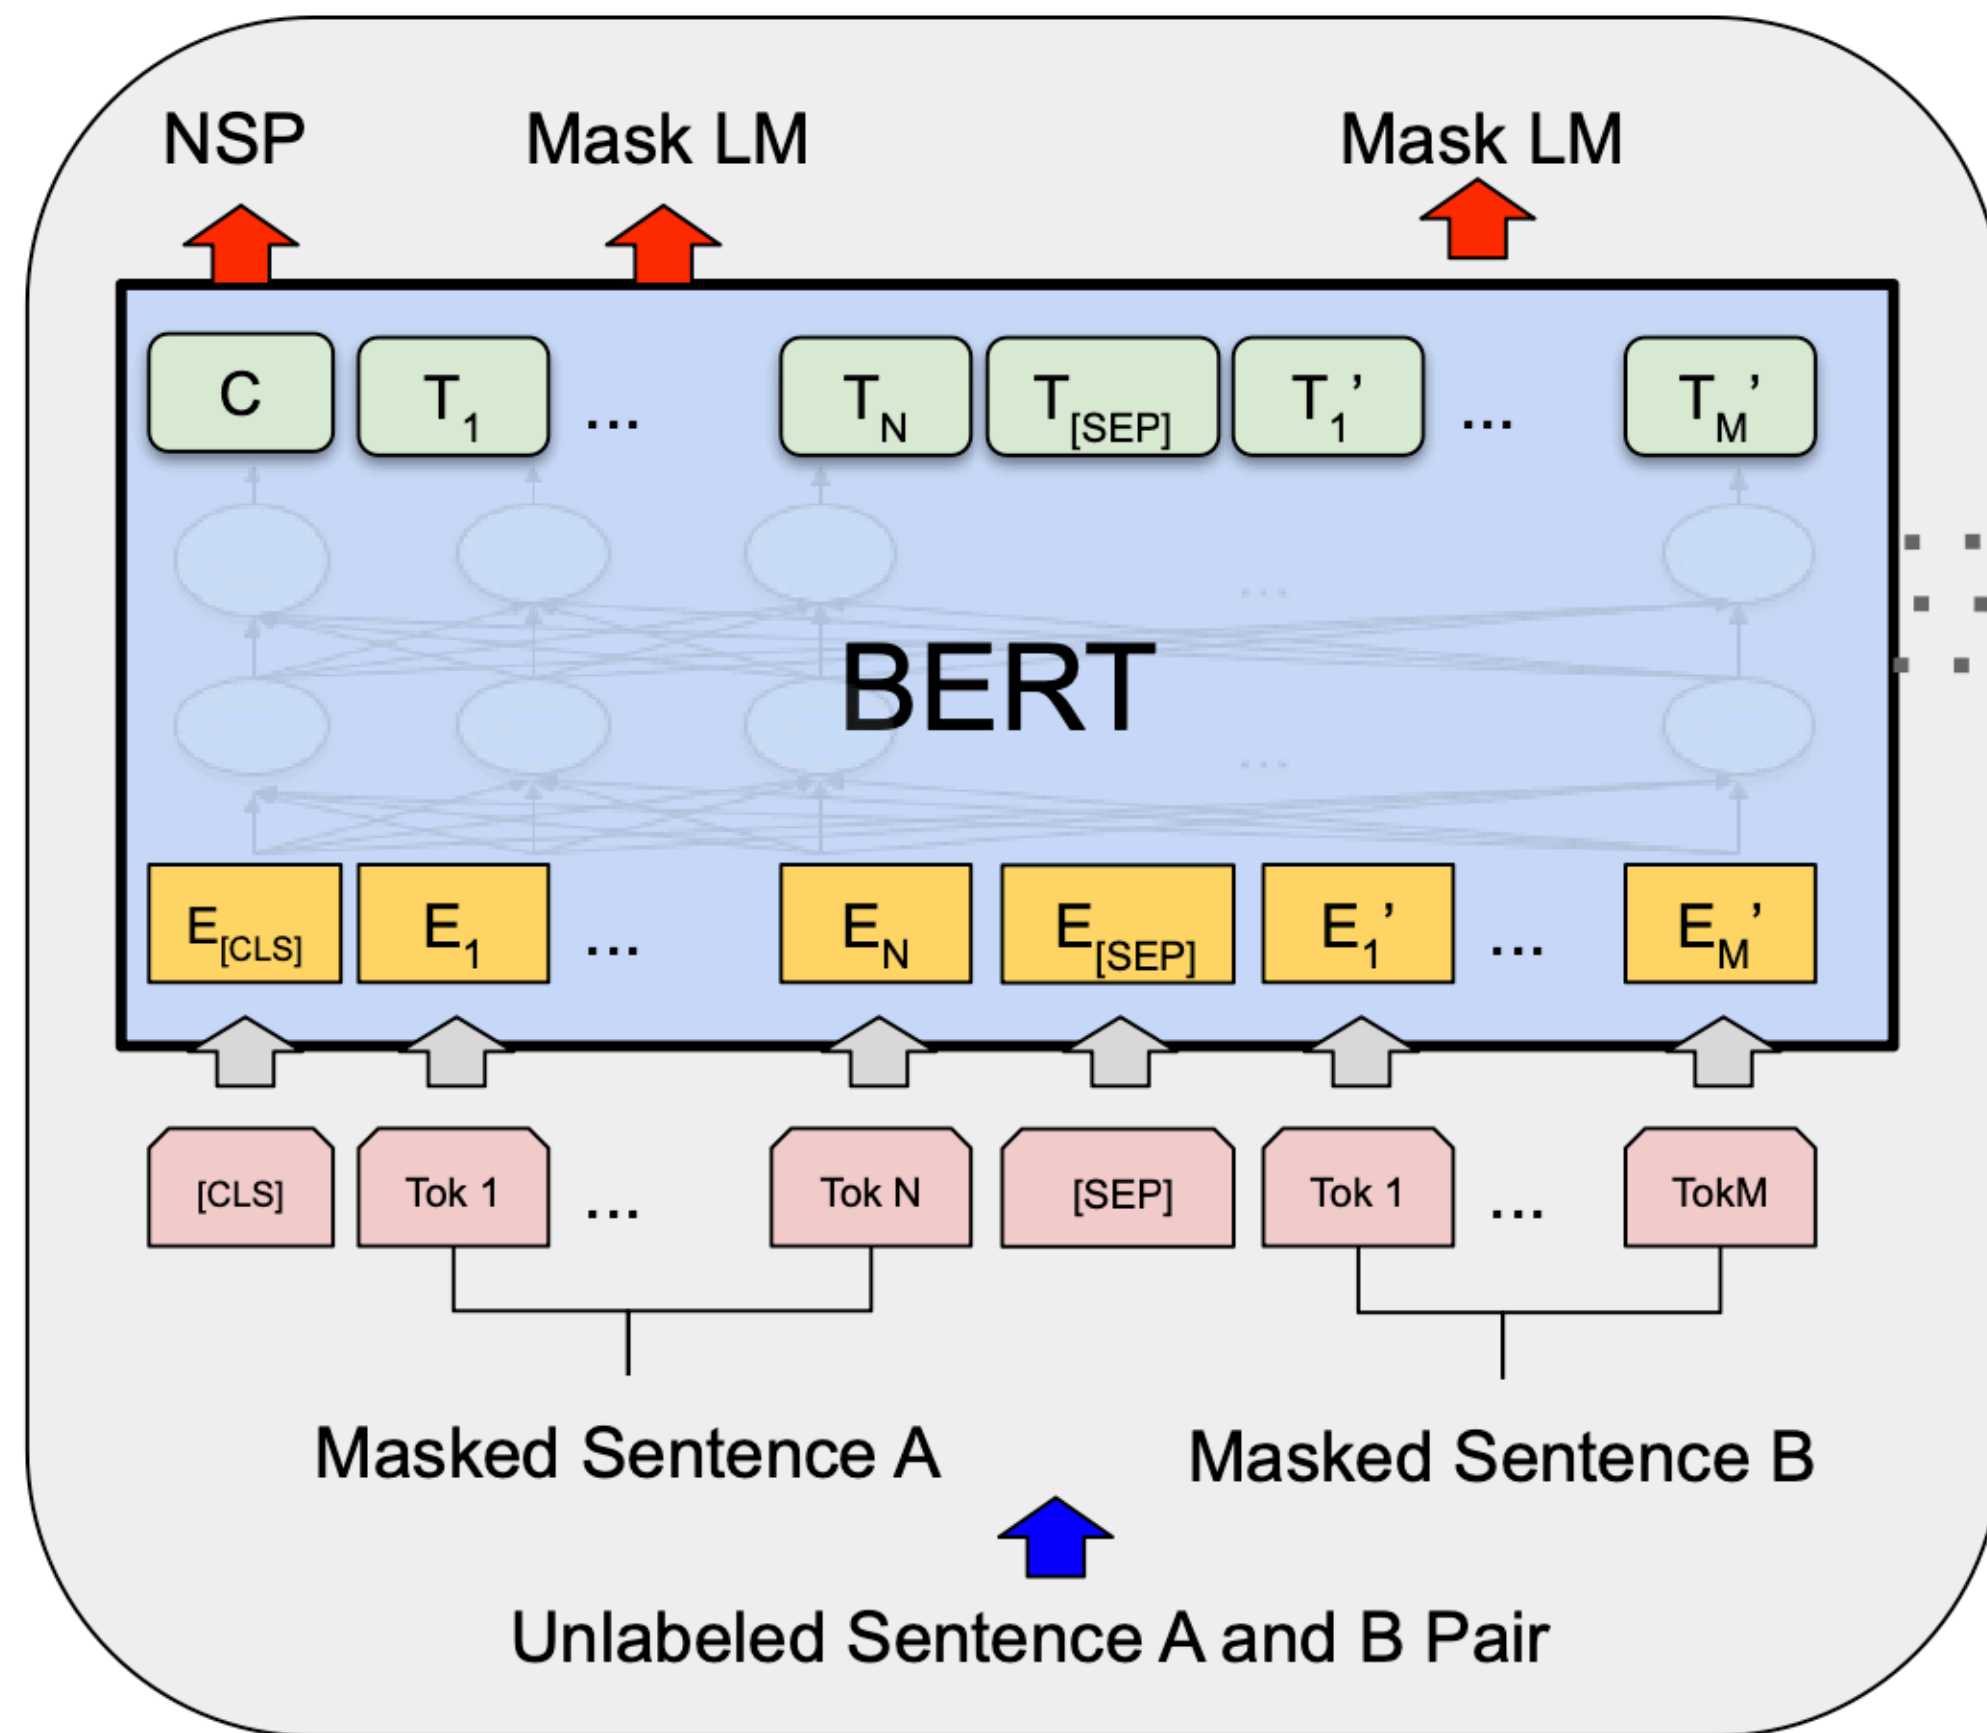 NSP Mask LM Mask LM
C T1 ... TN T[SEP] T1’ ... TM’
...
BERT
...
E[CLS] E1 ... EN E[SEP] E1’ ... EM’
[CLS] Tok 1 ... Tok N [SEP] Tok 1 ... TokM
Masked Sentence A Masked Sentence B
Unlabeled Sentence A and B Pair